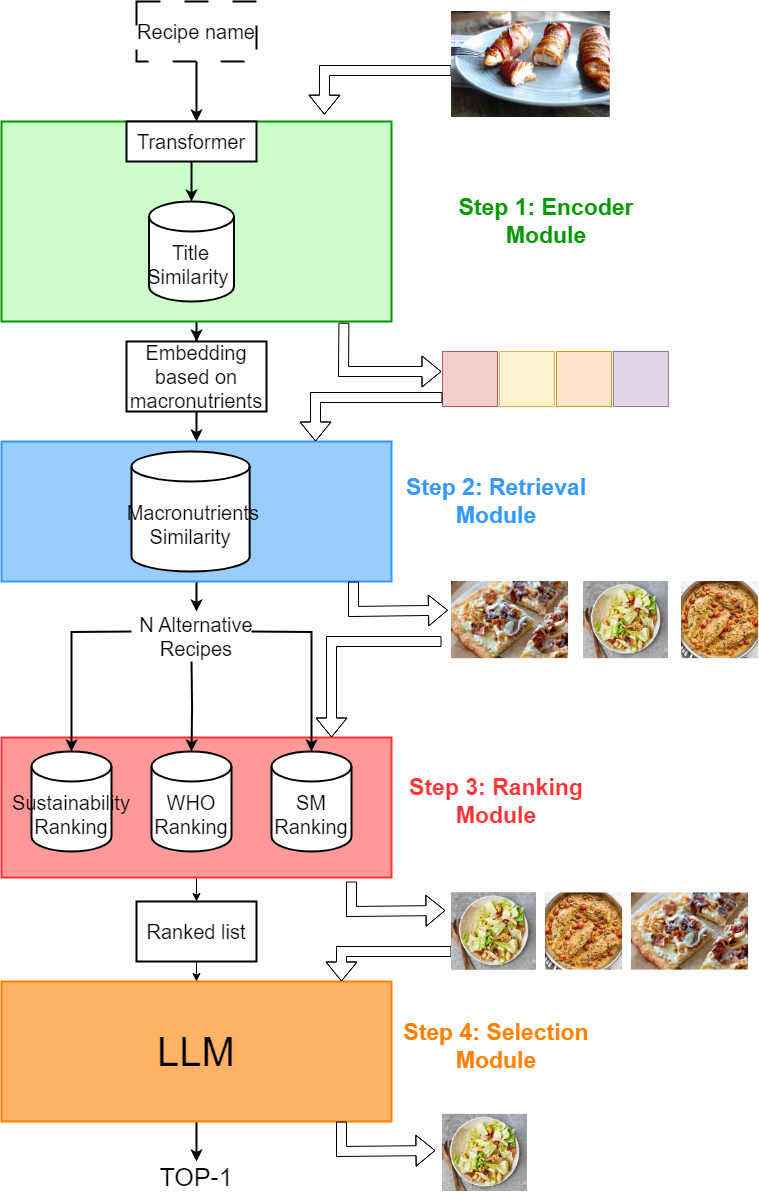 Recipe name
Transformer
Title
Similarity
Step 1: Encoder
Module
Embedding
based on
macronutrients
Macronutrients
Similarity
Step 2: Retrieval
Module
N Alternative
Recipes
Sustainability
Ranking
WHO
Ranking
SM
Ranking
Step 3: Ranking
Module
Ranked list
LLM
Step 4: Selection
Module
TOP-1